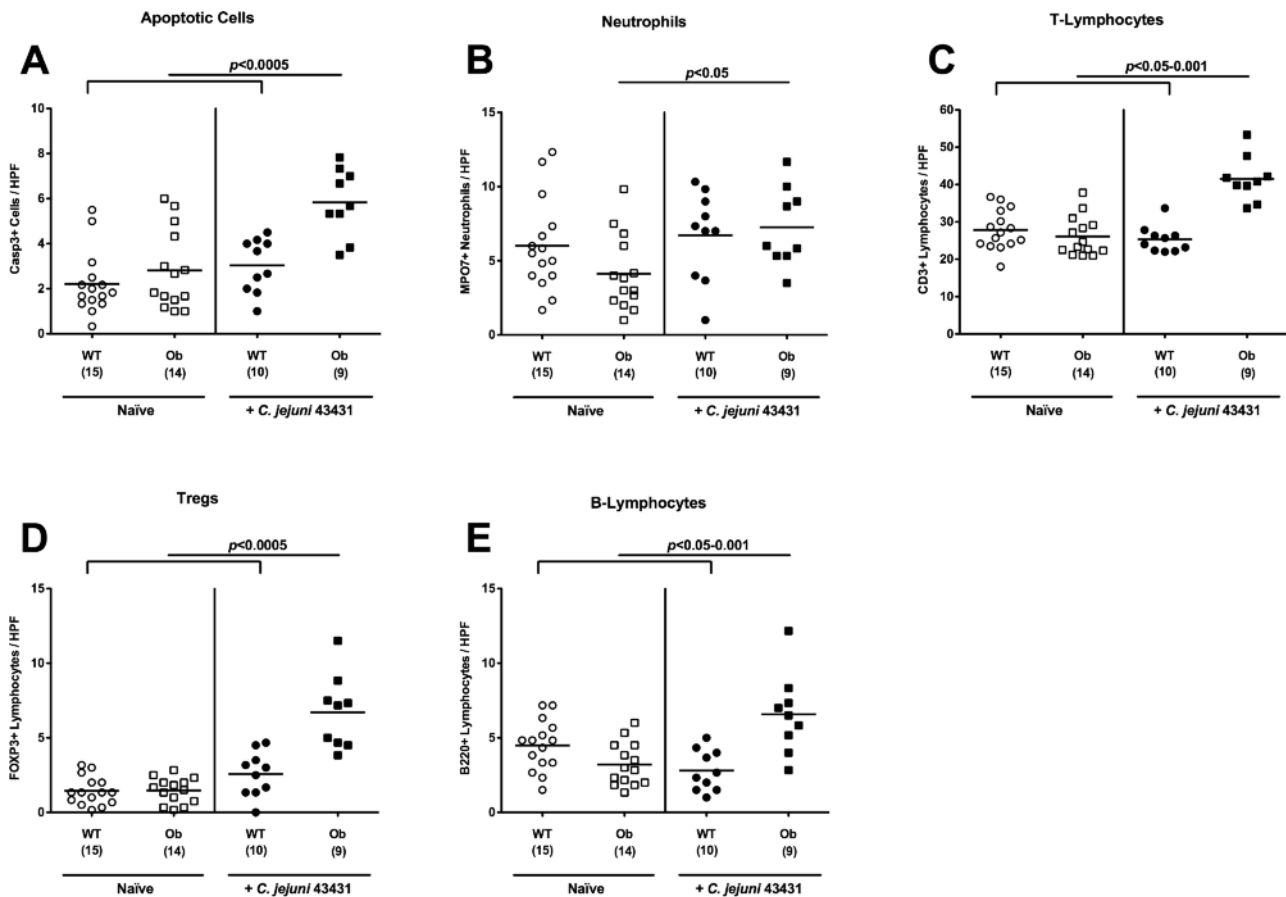 Apoptotic Cells
A
p<0.0005
10
8
6
4
2
0
Casp3+ Cells / HPF
WT
Ob
WT
Ob
(15)
(14)
(10)
(9)
Naïve
+ C. jejuni 43431
Neutrophils
B
p<0.05
15
10
5
0
MPO7+ Neutrophils / HPF
WT
Ob
WT
Ob
(15)
(14)
(10)
(9)
Naïve
+ C. jejuni 43431
T-Lymphocytes
C
p<0.05-0.001
60
50
40
30
20
10
0
CD3+ Lymphocytes / HPF
WT
Ob
WT
Ob
(15)
(14)
(10)
(9)
Naïve
+ C. jejuni 43431
Tregs
D
p<0.0005
15
10
5
0
FOXP3+ Lymphocytes / HPF
WT
Ob
WT
Ob
(15)
(14)
(10)
(9)
Naïve
+ C. jejuni 43431
B-Lymphocytes
E
p<0.05-0.001
15
10
5
0
B220+ Lymphocytes / HPF
WT
Ob
WT
Ob
(15)
(14)
(10)
(9)
Naïve
+ C. jejuni 43431